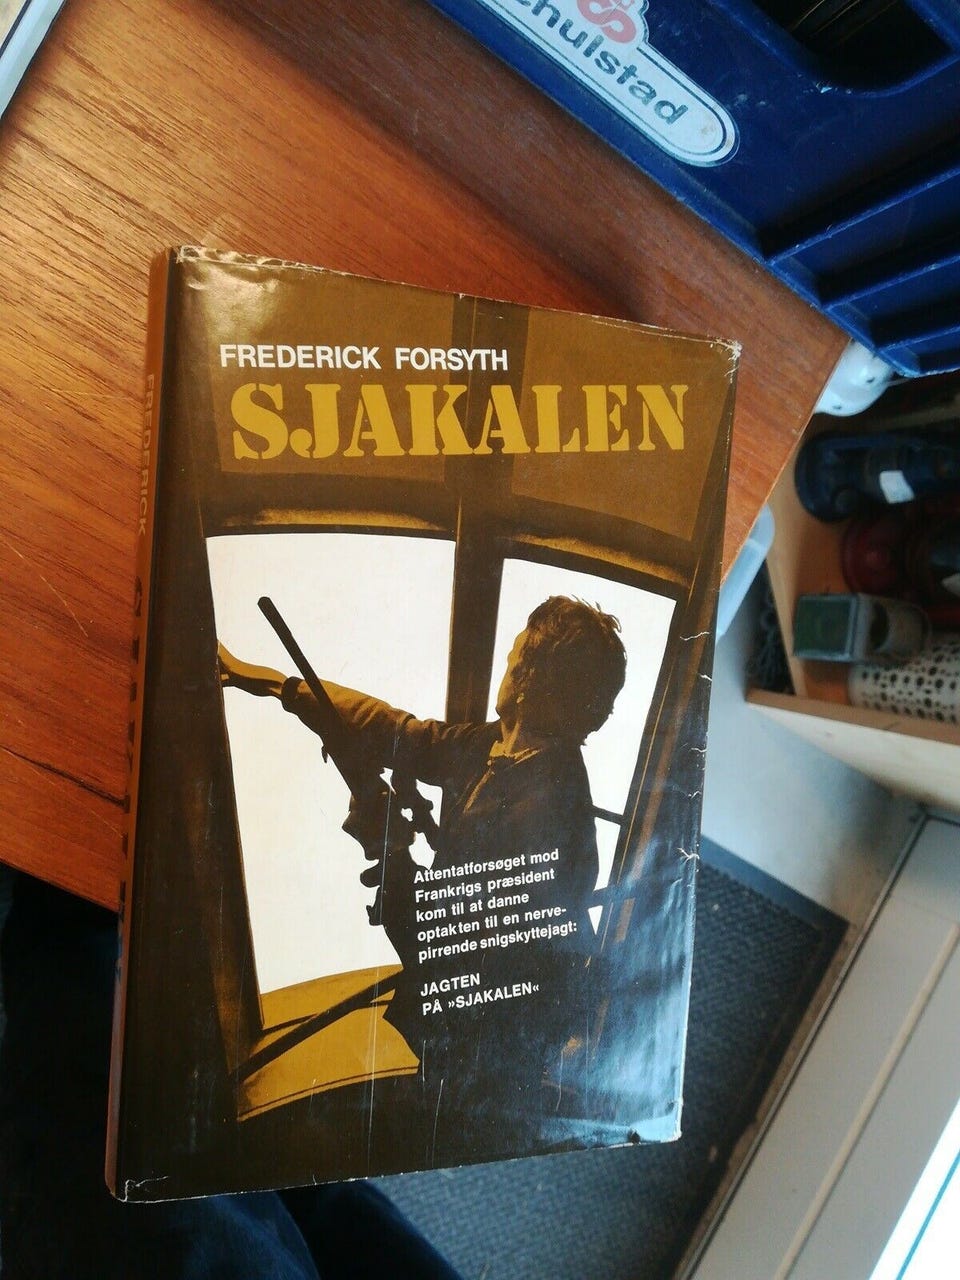 Schulstad
FREDERICK FORSYTH
SJAKALEN
Attentatforsøget mod
Frankrigs præsident
kom til at danne
optakten til en nerve-
pirrende snigskyttejagt:
JAGTEN
PÅ »SJAKALEN«
FREDERICK